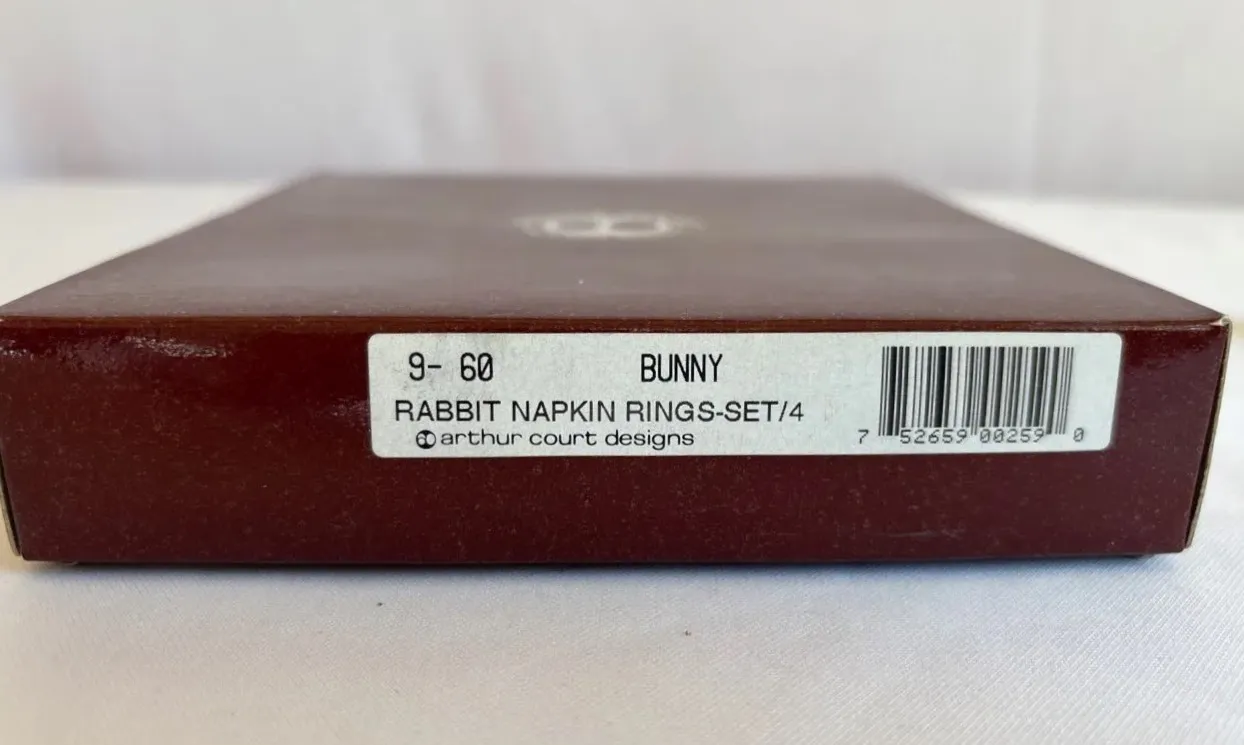 9- 60 BUNNY
RABBIT NAPKIN RINGS-SET/4
arthur court designs
7 52659 00259 0